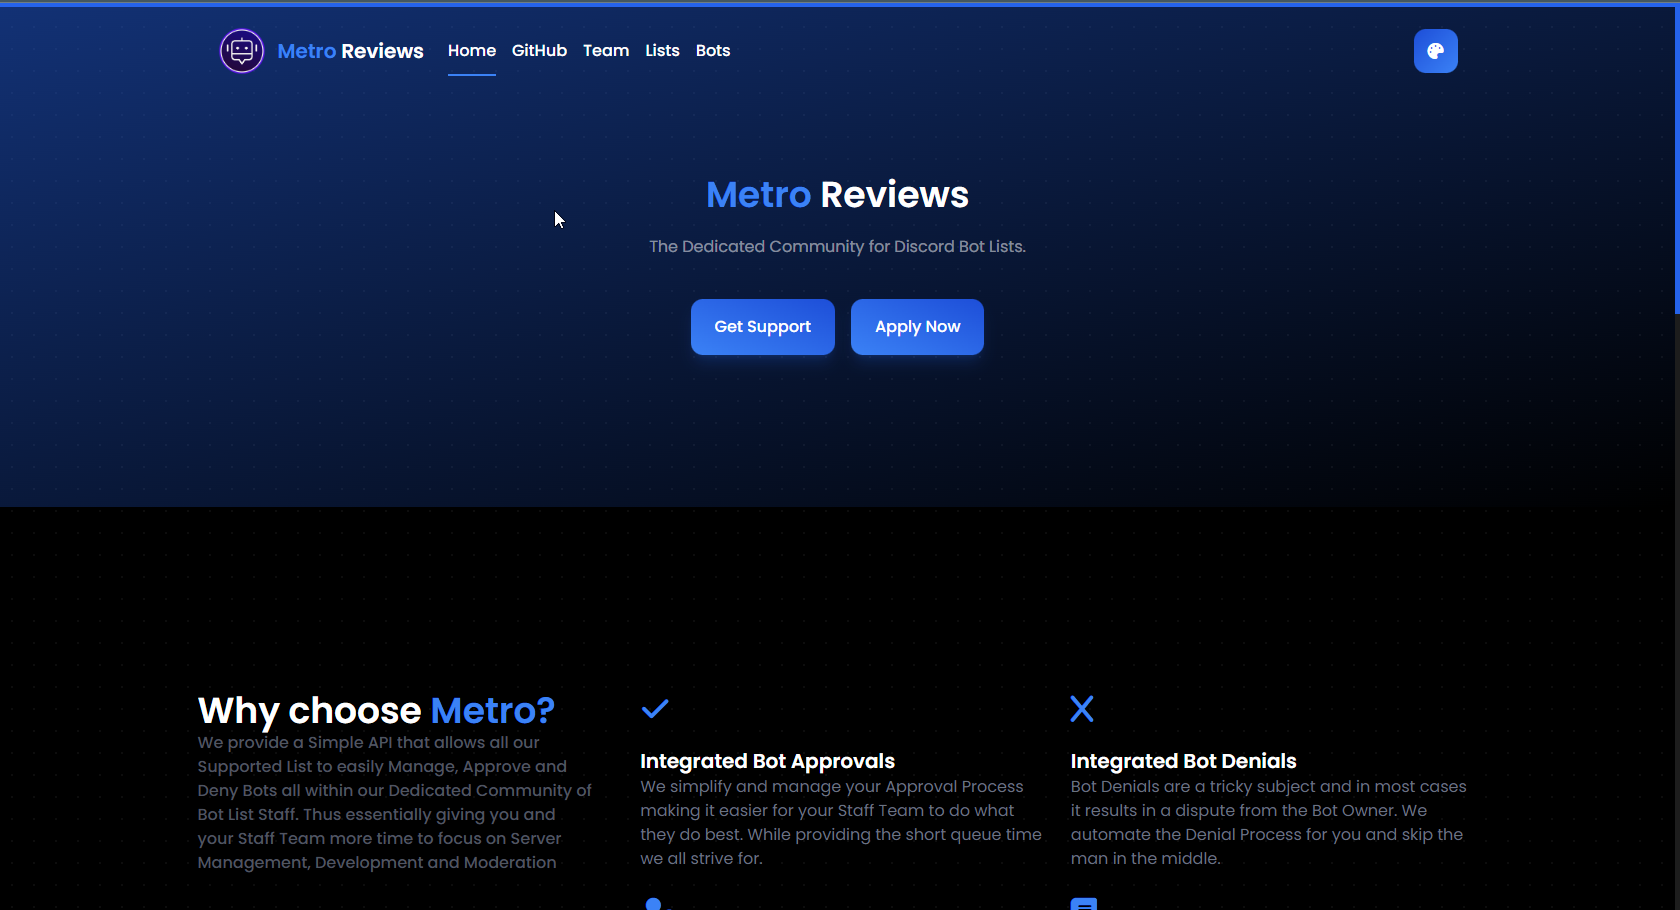 Metro Reviews
Home
GitHub
Team
Lists
Bots
Metro Reviews
The Dedicated Community for Discord Bot Lists.
Get Support
Apply Now
Why choose Metro?
We provide a Simple API that allows all our
Supported List to easily Manage, Approve and
Deny Bots all within our Dedicated Community of
Bot List Staff. Thus essentially giving you and
your Staff Team more time to focus on Server
Management, Development and Moderation
Integrated Bot Approvals
We simplify and manage your Approval Process
making it easier for your Staff Team to do what
they do best. While providing the short queue time
we all strive for.
Integrated Bot Denials
Bot Denials are a tricky subject and in most cases
it results in a dispute from the Bot Owner. We
automate the Denial Process for you and skip the
man in the middle.